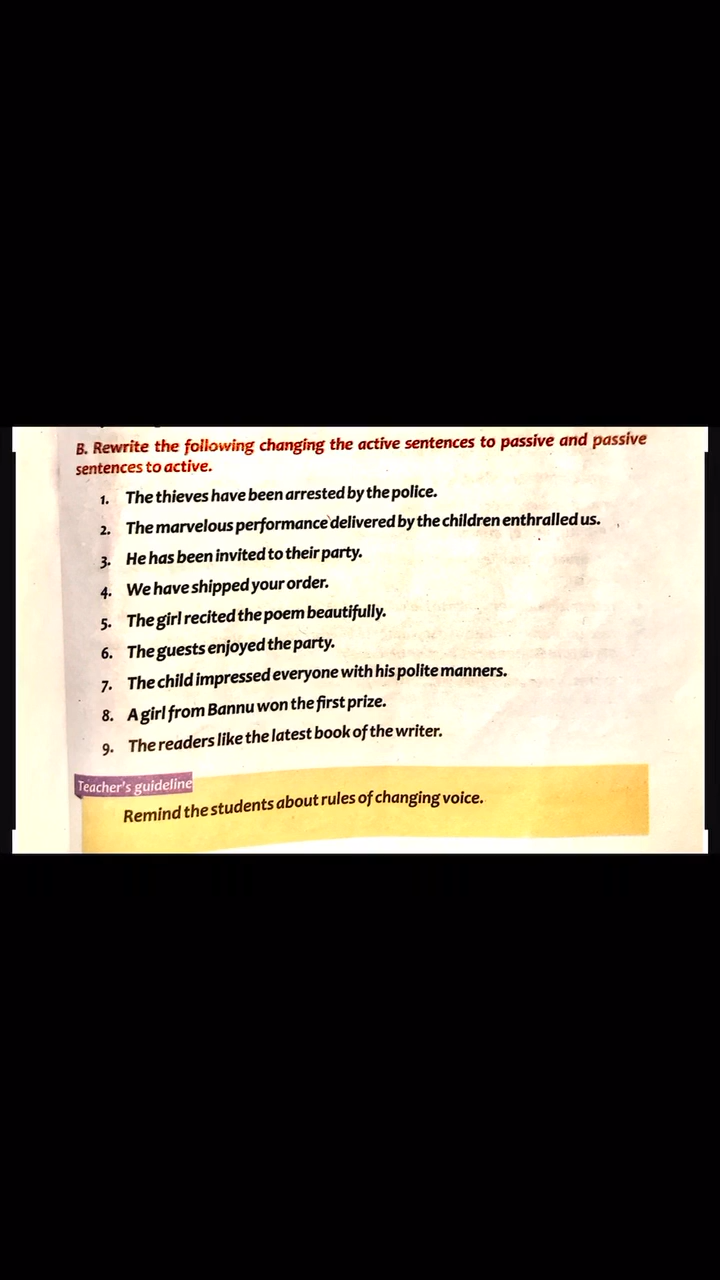 B. Rewrite the following changing the active sentences to passive and passive
sentences to active.
1. The thieves have been arrested by the police.
2. The marvelous performance delivered by the children enthralled us.
3. He has been invited to their party.
4. We have shipped your order.
5. The girl recited the poem beautifully.
6. The guests enjoyed the party.
7. The child impressed everyone with his polite manners.
8. A girl from Bannu won the first prize.
9. The readers like the latest book of the writer.
Teacher's guideline
Remind the students about rules of changing voice.